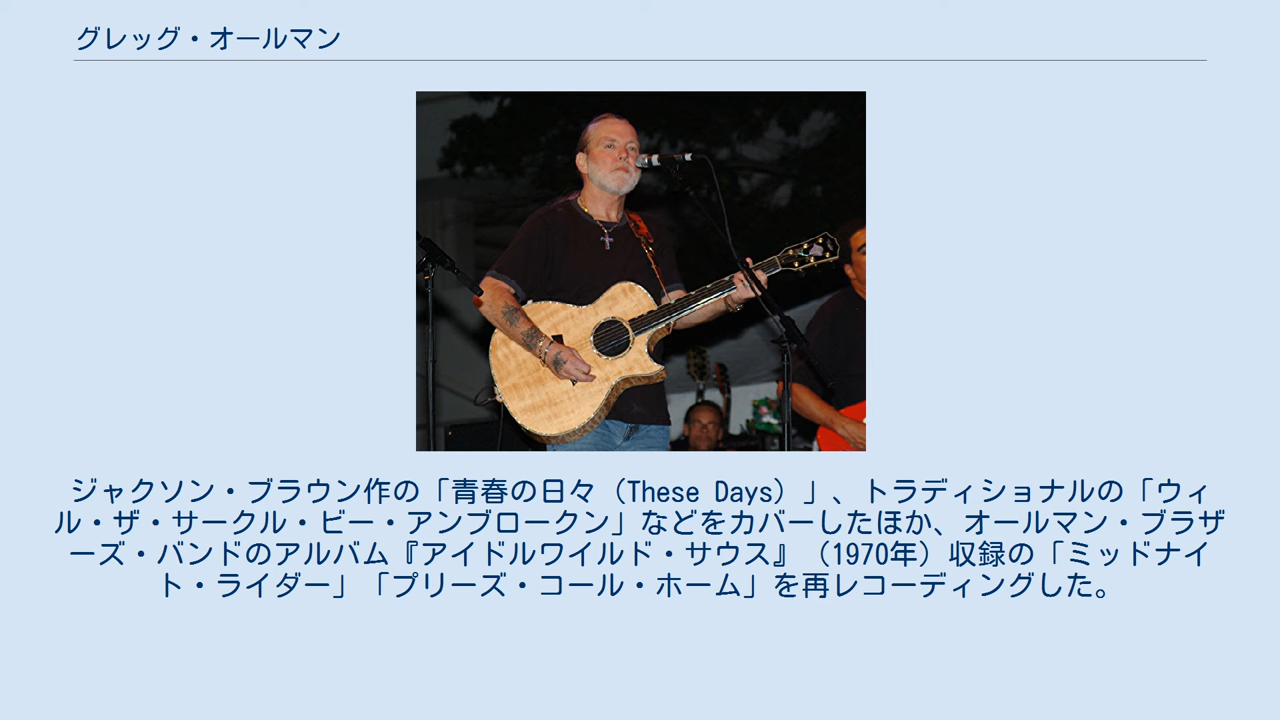 グレッグ・オールマン
ジャクソン・ブラウン作の「青春の日々（These Days）」、トラディショナルの「ウィ
ル・ザ・サークル・ビー・アンブロークン」などをカバーしたほか、オールマン・ブラザ
ーズ・バンドのアルバム『アイドルワイルド・サウス』（1970年）収録の「ミッドナイ
ト・ライダー」「プリーズ・コール・ホーム」を再レコーディングした。